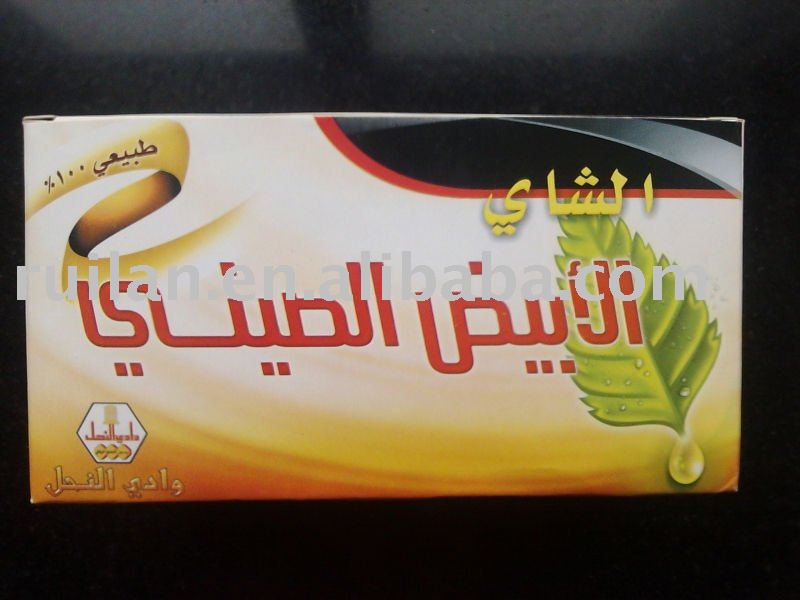 طبيعي ١٠٠٪
الشاي
الأبيض الصيني
ruilan.en.alibaba.com
وادي النحل
وادي النحل